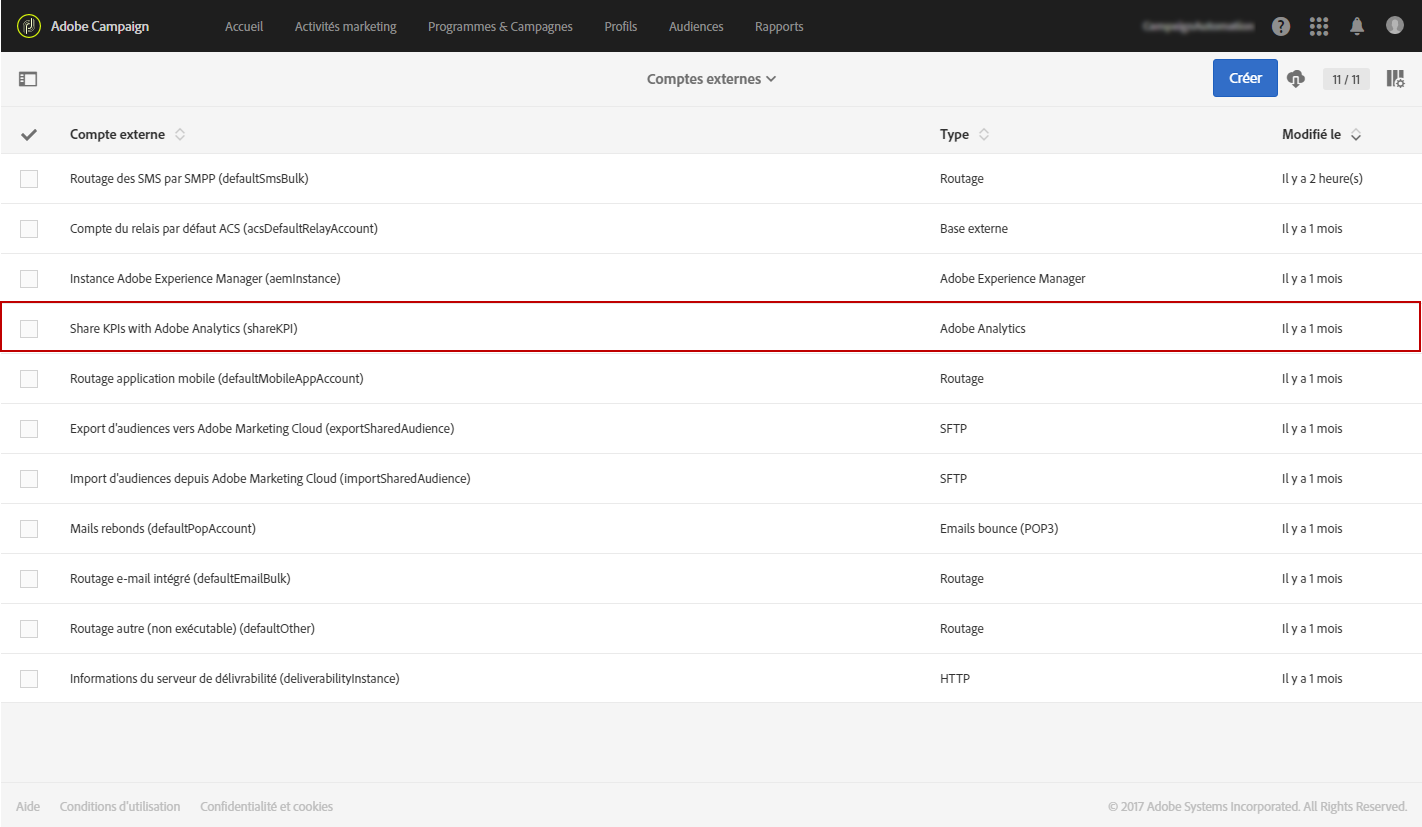 Adobe Campaign Accueil Activités marketing Programmes & Campagnes Profils Audiences Rapports
Comptes externes Créer 11 / 11
Compte externe Type Modifié le
Routage des SMS par SMPP (defaultSmsBulk) Routage Il y a 2 heure(s)
Compte du relais par défaut ACS (acsDefaultRelayAccount) Base externe Il y a 1 mois
Instance Adobe Experience Manager (aemInstance) Adobe Experience Manager Il y a 1 mois
Share KPIs with Adobe Analytics (shareKPI) Adobe Analytics Il y a 1 mois
Routage application mobile (defaultMobileAppAccount) Routage Il y a 1 mois
Export d'audiences vers Adobe Marketing Cloud (exportSharedAudience) SFTP Il y a 1 mois
Import d'audiences depuis Adobe Marketing Cloud (importSharedAudience) SFTP Il y a 1 mois
Mails rebonds (defaultPopAccount) Emails bounce (POP3) Il y a 1 mois
Routage e-mail intégré (defaultEmailBulk) Routage Il y a 1 mois
Routage autre (non exécutable) (defaultOther) Routage Il y a 1 mois
Informations du serveur de délivrabilité (deliverabilityInstance) HTTP Il y a 1 mois
Aide Conditions d'utilisation Confidentialité et cookies © 2017 Adobe Systems Incorporated. All Rights Reserved.